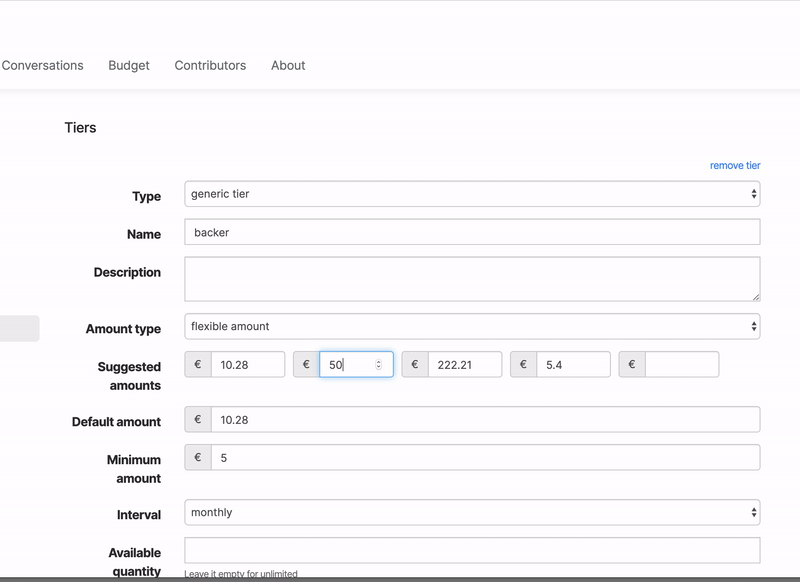 Conversations Budget Contributors About
Tiers
remove tier
Type generic tier
Name backer
Description
Amount type flexible amount
Suggested amounts € 10.28 € 50 € 222.21 € 5.4 €
Default amount € 10.28
Minimum amount € 5
Interval monthly
Available quantity
Leave it empty for unlimited